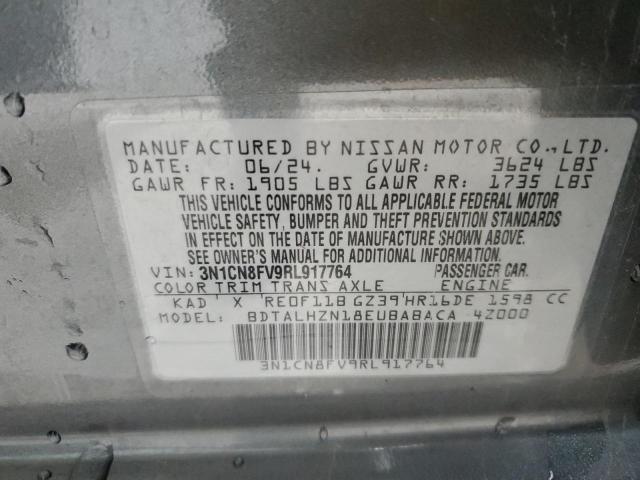 MANUFACTURED BY NISSAN MOTOR CO., LTD.
DATE: 06/24. GVWR: 3624 LBS
GAWR FR: 1905 LBS GAWR RR: 1735 LBS
THIS VEHICLE CONFORMS TO ALL APPLICABLE FEDERAL MOTOR
VEHICLE SAFETY, BUMPER AND THEFT PREVENTION STANDARDS
IN EFFECT ON THE DATE OF MANUFACTURE SHOWN ABOVE.
SEE OWNER'S MANUAL FOR ADDITIONAL INFORMATION.
VIN: 3N1CN8FV9RL917764 PASSENGER CAR.
COLOR TRIM TRANS AXLE ENGINE
KAD X RE0F11B GZ39 HR16DE 1598 CC
MODEL: BDTALHZN18EUBABACA 4Z000
3N1CN8FV9RL917764